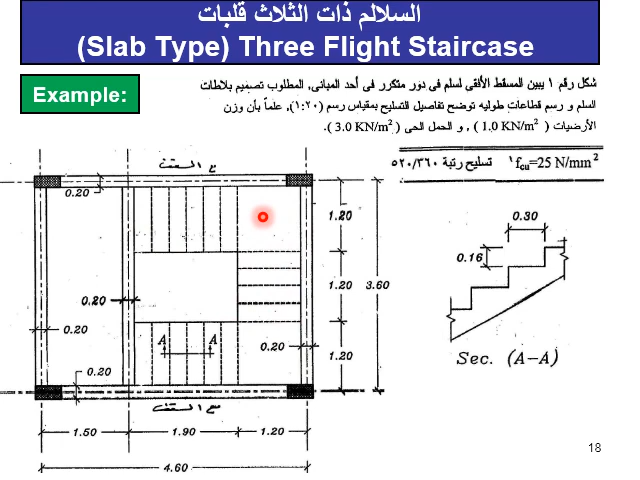 السلالم ذات الثلاث قلبات
(Slab Type) Three Flight Staircase
Example:
شكل رقم ١ يبين المسقط الأفقى لسلم فى دور متكرر فى أحد المبانى, المطلوب تصميم بلاطات
السلم و رسم قطاعات طوليه توضح تفاصيل التسليح بمقياس رسم (١:٢٠), علماً بأن وزن
الأرضيات ( 1.0 KN/m² ) , و الحمل الحى ( 3.0 KN/m² ).
fcu=25 N/mm² تسليح رتبة ٥٢٠/٣٦٠
0.20
1.20
1.20
3.60
0.20
0.20
0.20
1.20
0.20
A A
1.50
1.90
1.20
4.60
0.30
0.16
Sec. (A-A)
18